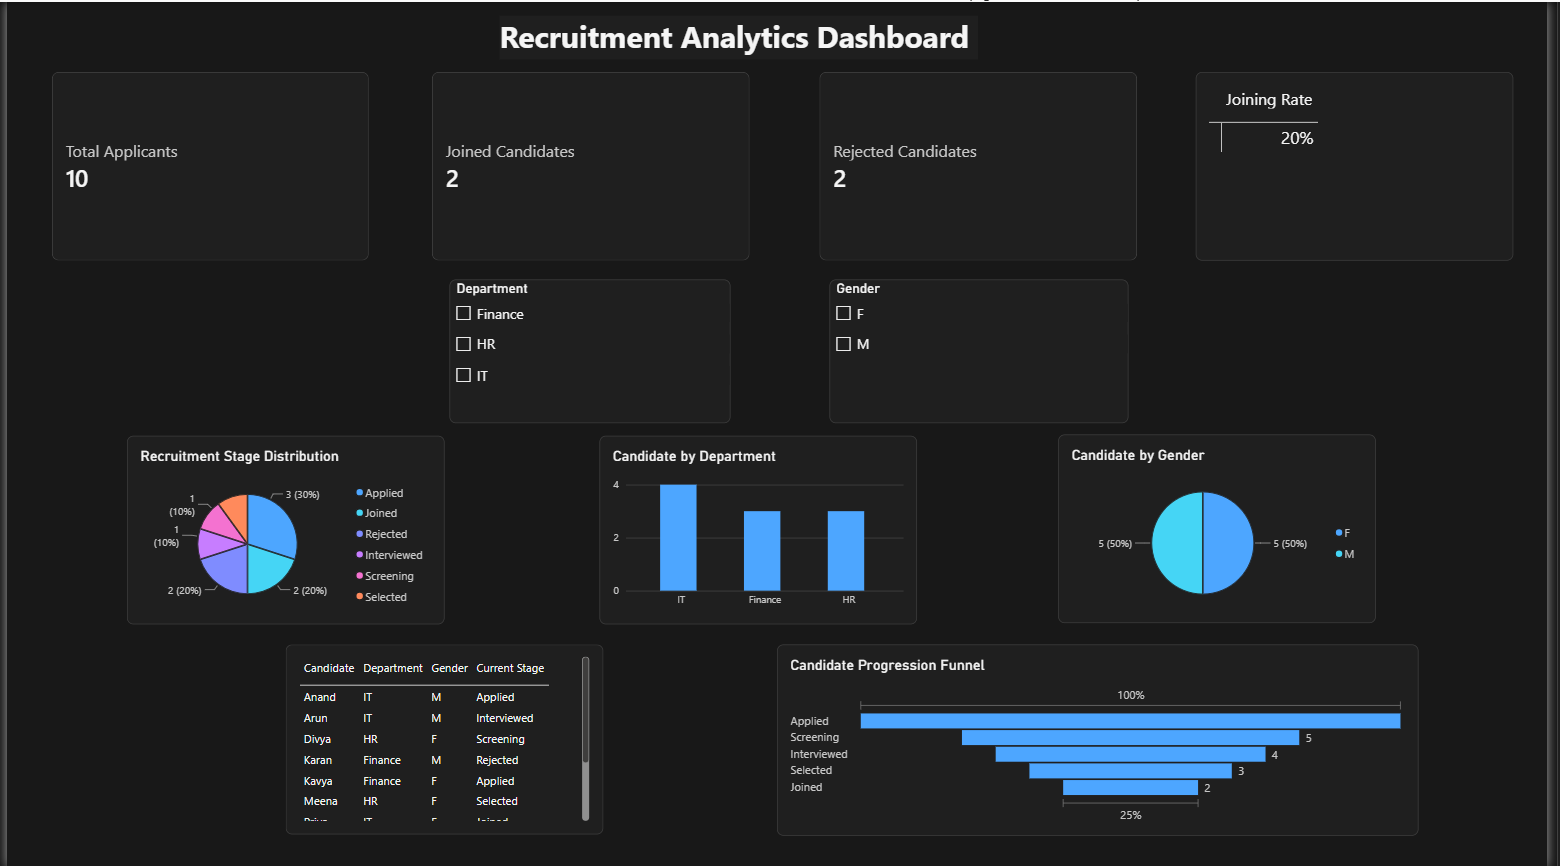 Recruitment Analytics Dashboard
Total Applicants
10
Joined Candidates
2
Rejected Candidates
2
Joining Rate
20%
Department
Finance
HR
IT
Gender
F
M
Recruitment Stage Distribution
3 (30%)
2 (20%)
2 (20%)
1
(10%)
1
(10%)
Applied
Joined
Rejected
Interviewed
Screening
Selected
Candidate by Department
4
2
0
IT Finance HR
Candidate by Gender
5 (50%)
5 (50%)
F
M
Candidate Department Gender Current Stage
Anand IT M Applied
Arun IT M Interviewed
Divya HR F Screening
Karan Finance M Rejected
Kavya Finance F Applied
Meena HR F Selected
Candidate Progression Funnel
100%
Applied
Screening 5
Interviewed 4
Selected 3
Joined 2
25%